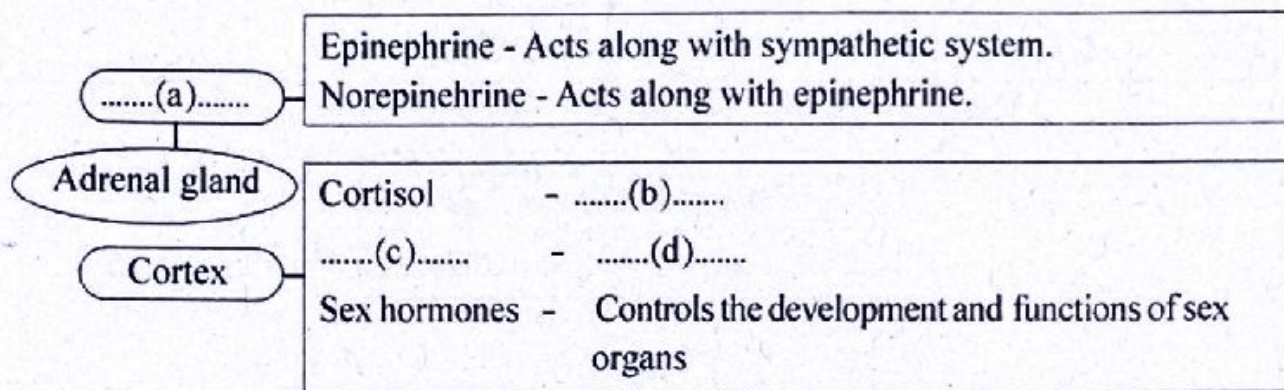 Epinephrine - Acts along with sympathetic system.
.......(a).......
Norepinehrine - Acts along with epinephrine.
Adrenal gland
Cortisol - .......(b).......
.......(c)....... - .......(d).......
Cortex
Sex hormones - Controls the development and functions of sex
organs